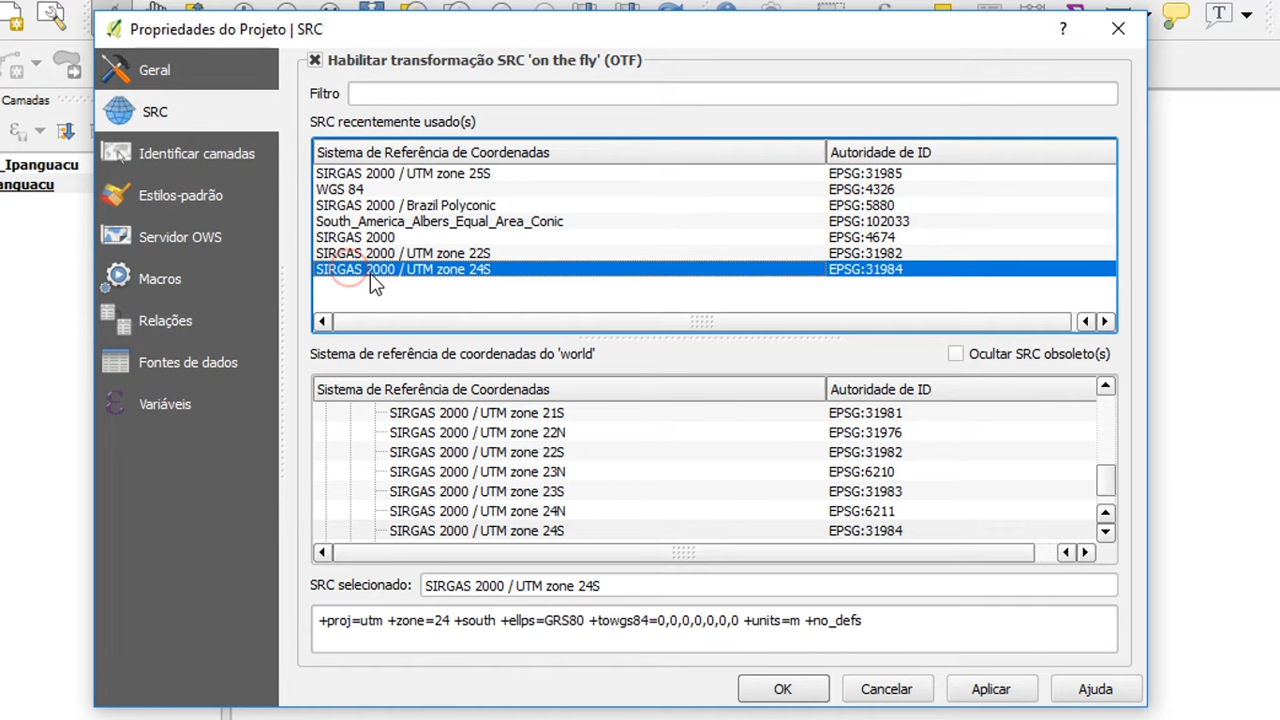 Propriedades do Projeto | SRC
?
T
Geral
SRC
Identificar camadas
Estilos-padrão
Servidor OWS
Macros
Relações
Fontes de dados
Variáveis
Camadas
_Ipanguacu
anguacu
Habilitar transformação SRC 'on the fly' (OTF)
Filtro
SRC recentemente usado(s)
Sistema de Referência de Coordenadas Autoridade de ID
SIRGAS 2000 / UTM zone 25S EPSG:31985
WGS 84 EPSG:4326
SIRGAS 2000 / Brazil Polyconic EPSG:5880
South_America_Albers_Equal_Area_Conic EPSG:102033
SIRGAS 2000 EPSG:4674
SIRGAS 2000 / UTM zone 22S EPSG:31982
SIRGAS 2000 / UTM zone 24S EPSG:31984
Sistema de referência de coordenadas do 'world' Ocultar SRC obsoleto(s)
Sistema de Referência de Coordenadas Autoridade de ID
SIRGAS 2000 / UTM zone 21S EPSG:31981
SIRGAS 2000 / UTM zone 22N EPSG:31976
SIRGAS 2000 / UTM zone 22S EPSG:31982
SIRGAS 2000 / UTM zone 23N EPSG:6210
SIRGAS 2000 / UTM zone 23S EPSG:31983
SIRGAS 2000 / UTM zone 24N EPSG:6211
SIRGAS 2000 / UTM zone 24S EPSG:31984
SRC selecionado: SIRGAS 2000 / UTM zone 24S
+proj=utm +zone=24 +south +ellps=GRS80 +towgs84=0,0,0,0,0,0,0 +units=m +no_defs
OK Cancelar Aplicar Ajuda